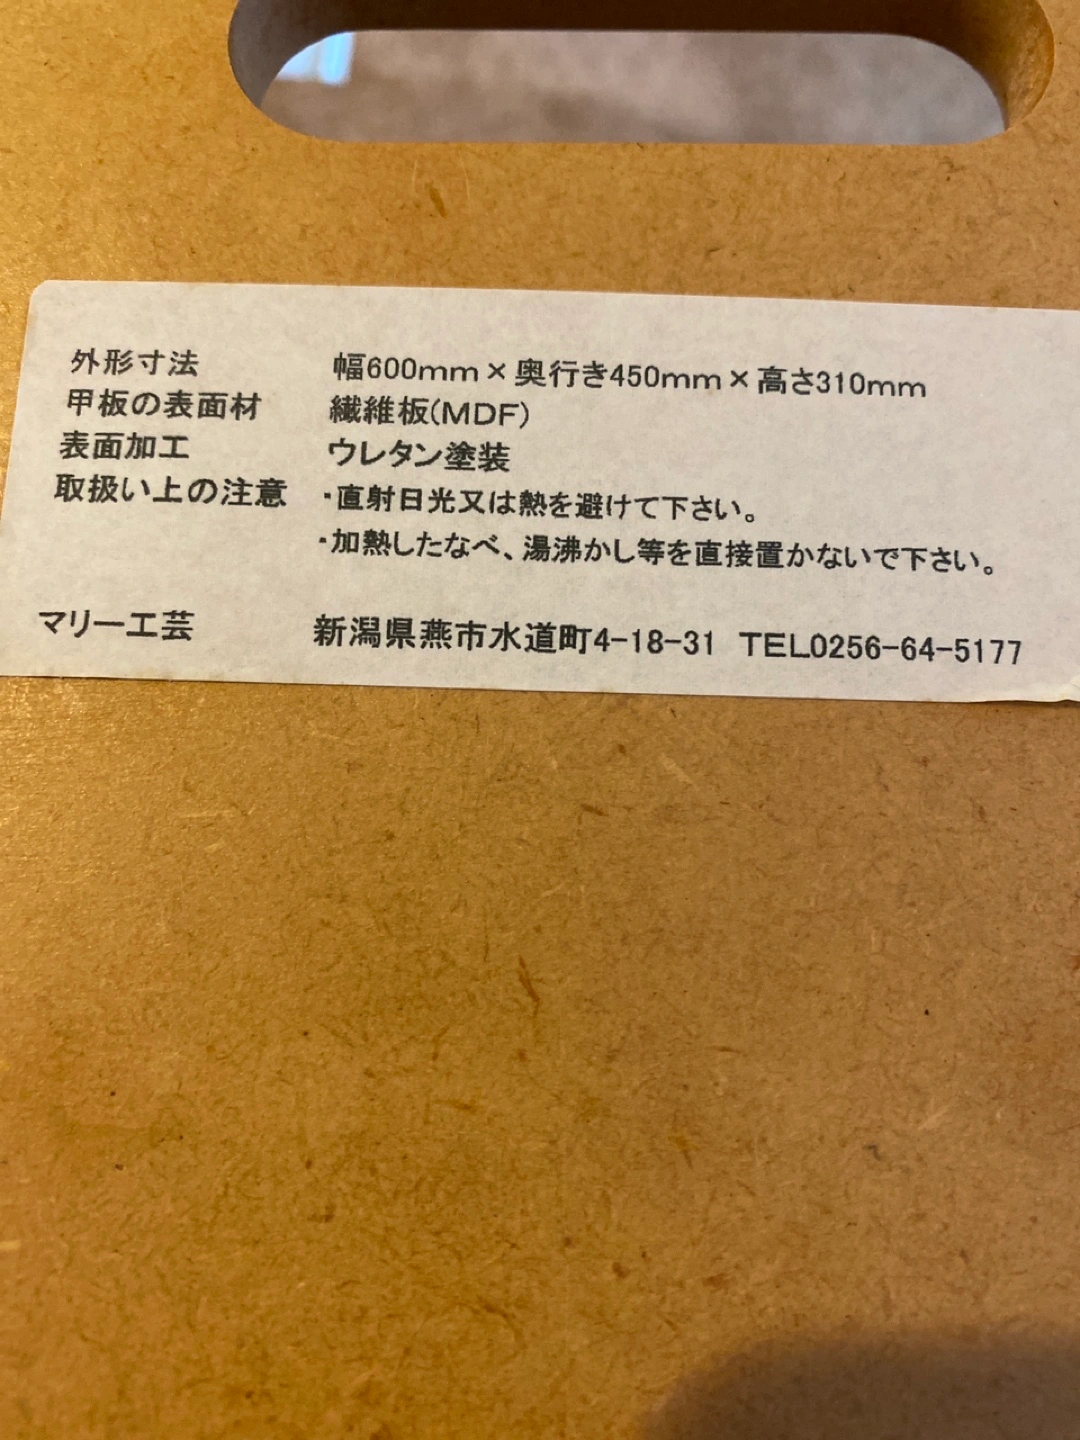 外形寸法 幅600mm×奥行き450mm×高さ310mm
甲板の表面材 繊維板(MDF)
表面加工 ウレタン塗装
取扱い上の注意 ・直射日光又は熱を避けて下さい。
・加熱したなべ、湯沸かし等を直接置かないで下さい。
マリー工芸 新潟県燕市水道町4-18-31 TEL0256-64-5177